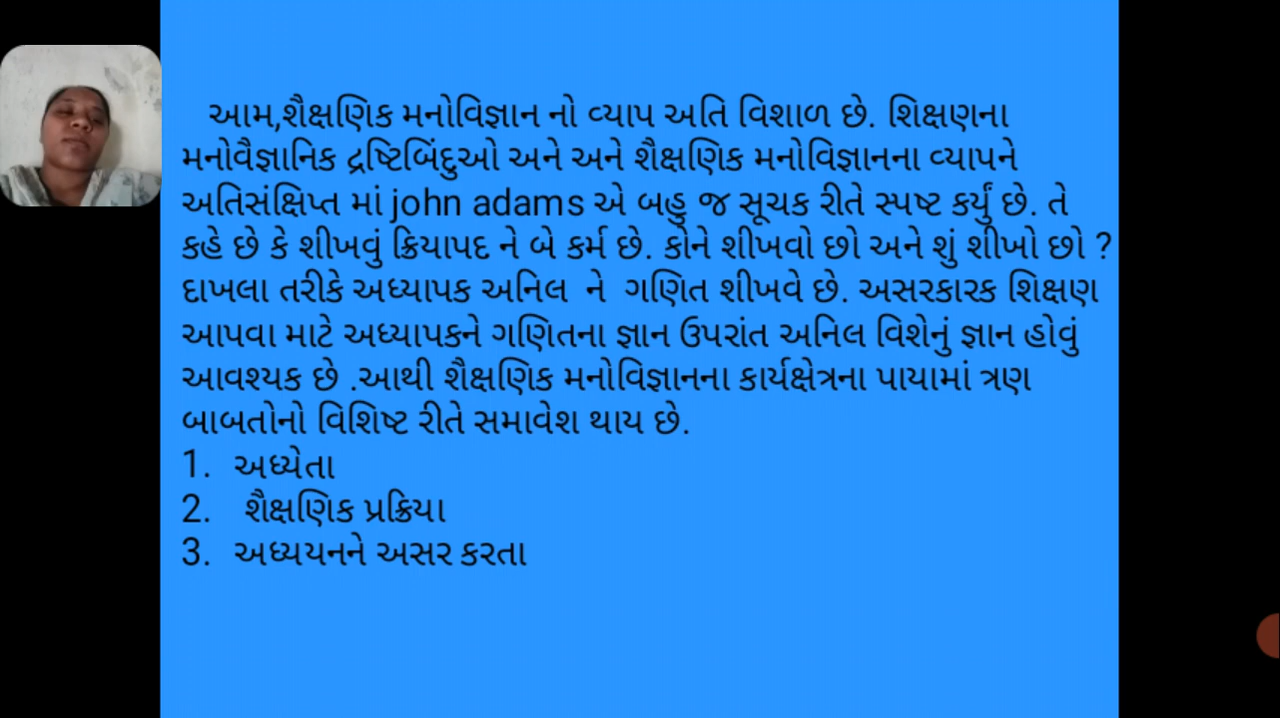 આમ,શૈક્ષણિક મનોવિજ્ઞાન નો વ્યાપ અતિ વિશાળ છે. શિક્ષણના
મનોવૈજ્ઞાનિક દ્રષ્ટિબિંદુઓ અને અને શૈક્ષણિક મનોવિજ્ઞાનના વ્યાપને
અતિસંક્ષિપ્ત માં john adams એ બહુ જ સૂચક રીતે સ્પષ્ટ કર્યું છે. તે
કહે છે કે શીખવું ક્રિયાપદ ને બે કર્મ છે. કોને શીખવો છો અને શું શીખો છો ?
દાખલા તરીકે અધ્યાપક અનિલ ને ગણિત શીખવે છે. અસરકારક શિક્ષણ
આપવા માટે અધ્યાપકને ગણિતના જ્ઞાન ઉપરાંત અનિલ વિશેનું જ્ઞાન હોવું
આવશ્યક છે .આથી શૈક્ષણિક મનોવિજ્ઞાનના કાર્યક્ષેત્રના પાયામાં ત્રણ
બાબતોનો વિશિષ્ટ રીતે સમાવેશ થાય છે.
1. અધ્યેતા
2. શૈક્ષણિક પ્રક્રિયા
3. અધ્યયનને અસર કરતા